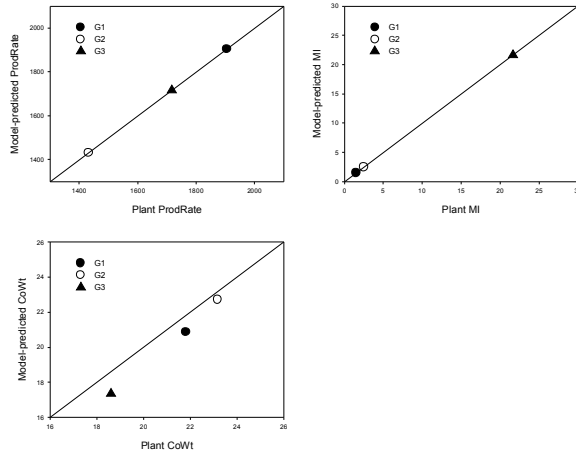 2000
1800
1600
1400
Model-predicted ProdRate
G1
G2
G3
1400 1600 1800 2000
Plant ProdRate
30
25
20
15
10
5
0
Model-predicted MI
G1
G2
G3
0 5 10 15 20 25 30
Plant MI
26
24
22
20
18
16
Model-predicted CoWt
G1
G2
G3
16 18 20 22 24 26
Plant CoWt